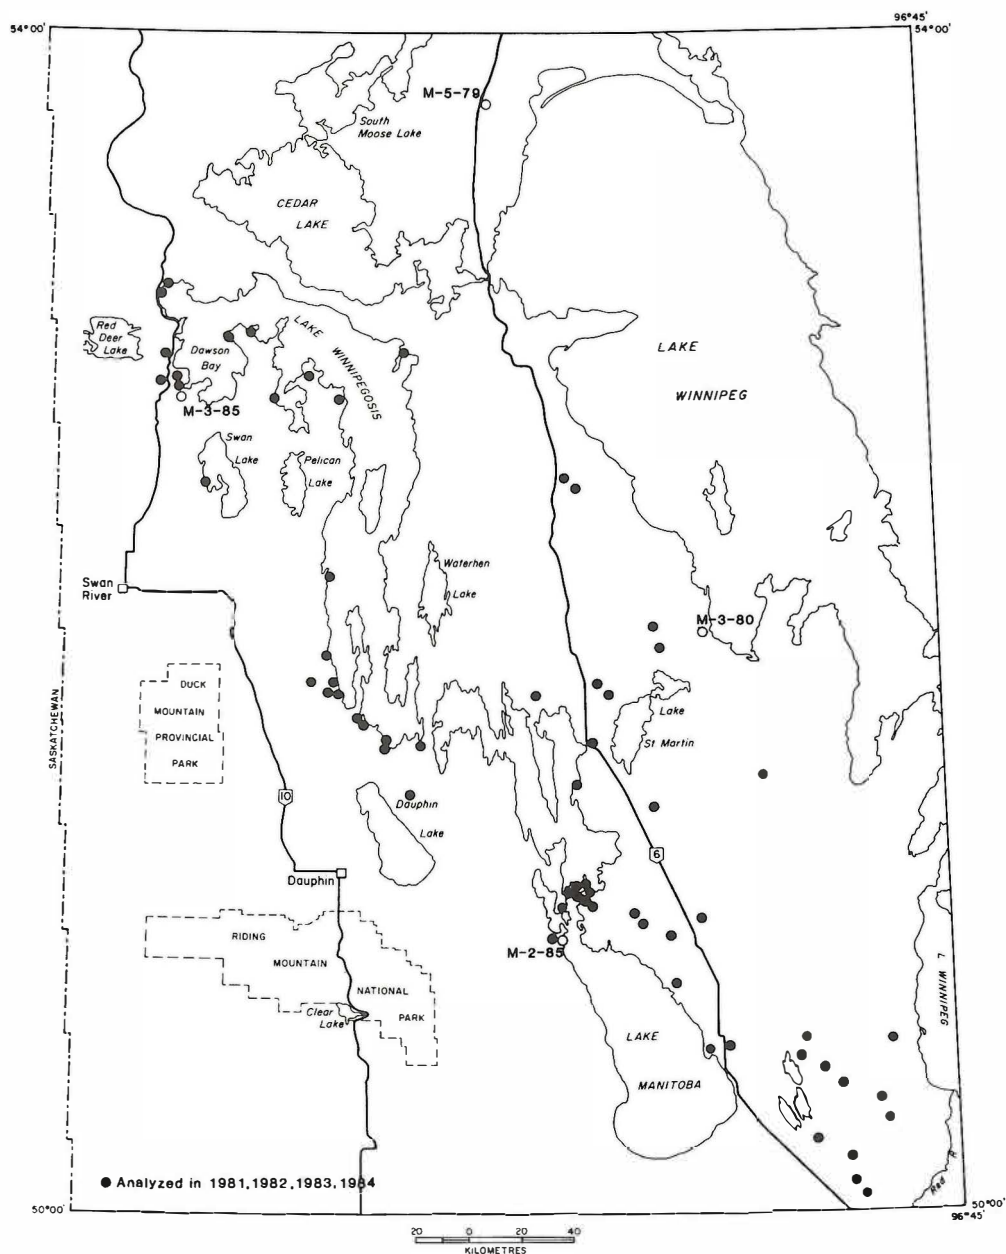 96°45'
54°00'
54°00'
M-5-79
South
Moose Lake
CEDAR
LAKE
Red
Deer
Lake
Dawson
Bay
LAKE
WINNIPEGOSIS
LAKE
WINNIPEG
M-3-85
Swan
Lake
Pelican
Lake
Waterhen
Lake
Swan
River
M-3-80
DUCK
MOUNTAIN
PROVINCIAL
PARK
SASKATCHEWAN
Lake
St. Martin
10
Dauphin
Lake
6
Dauphin
RIDING
MOUNTAIN
NATIONAL
PARK
Clear
Lake
M-2-85
L WINNIPEG
LAKE
MANITOBA
Red R
Analyzed in 1981,1982,1983,1984
50°00'
50°00'
96°45'
20 0 20 40
KILOMETRES